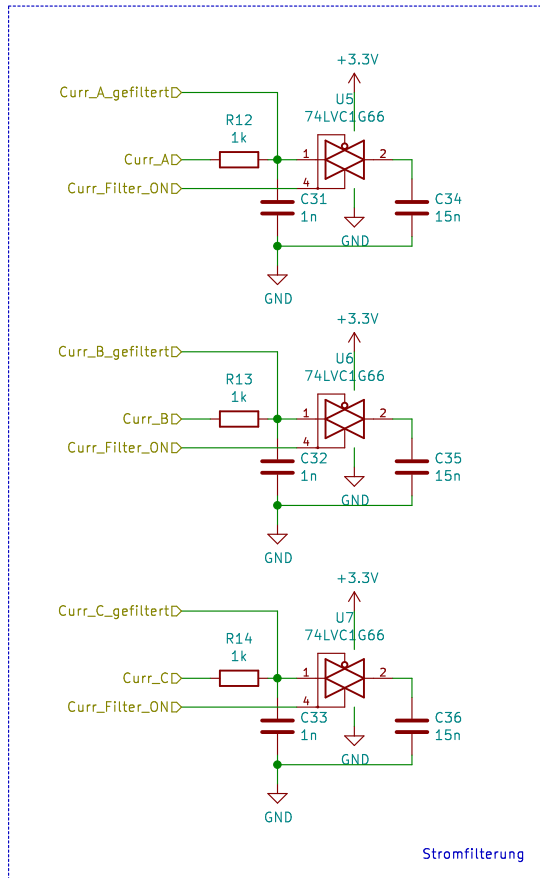 +3.3V
U5
74LVC1G66
Curr_A_gefiltert
R12
1k
Curr_A
1
2
Curr_Filter_ON
4
C31
1n
C34
15n
GND
GND
+3.3V
U6
74LVC1G66
Curr_B_gefiltert
R13
1k
Curr_B
1
2
Curr_Filter_ON
4
C32
1n
C35
15n
GND
GND
+3.3V
U7
74LVC1G66
Curr_C_gefiltert
R14
1k
Curr_C
1
2
Curr_Filter_ON
4
C33
1n
C36
15n
GND
GND
Stromfilterung